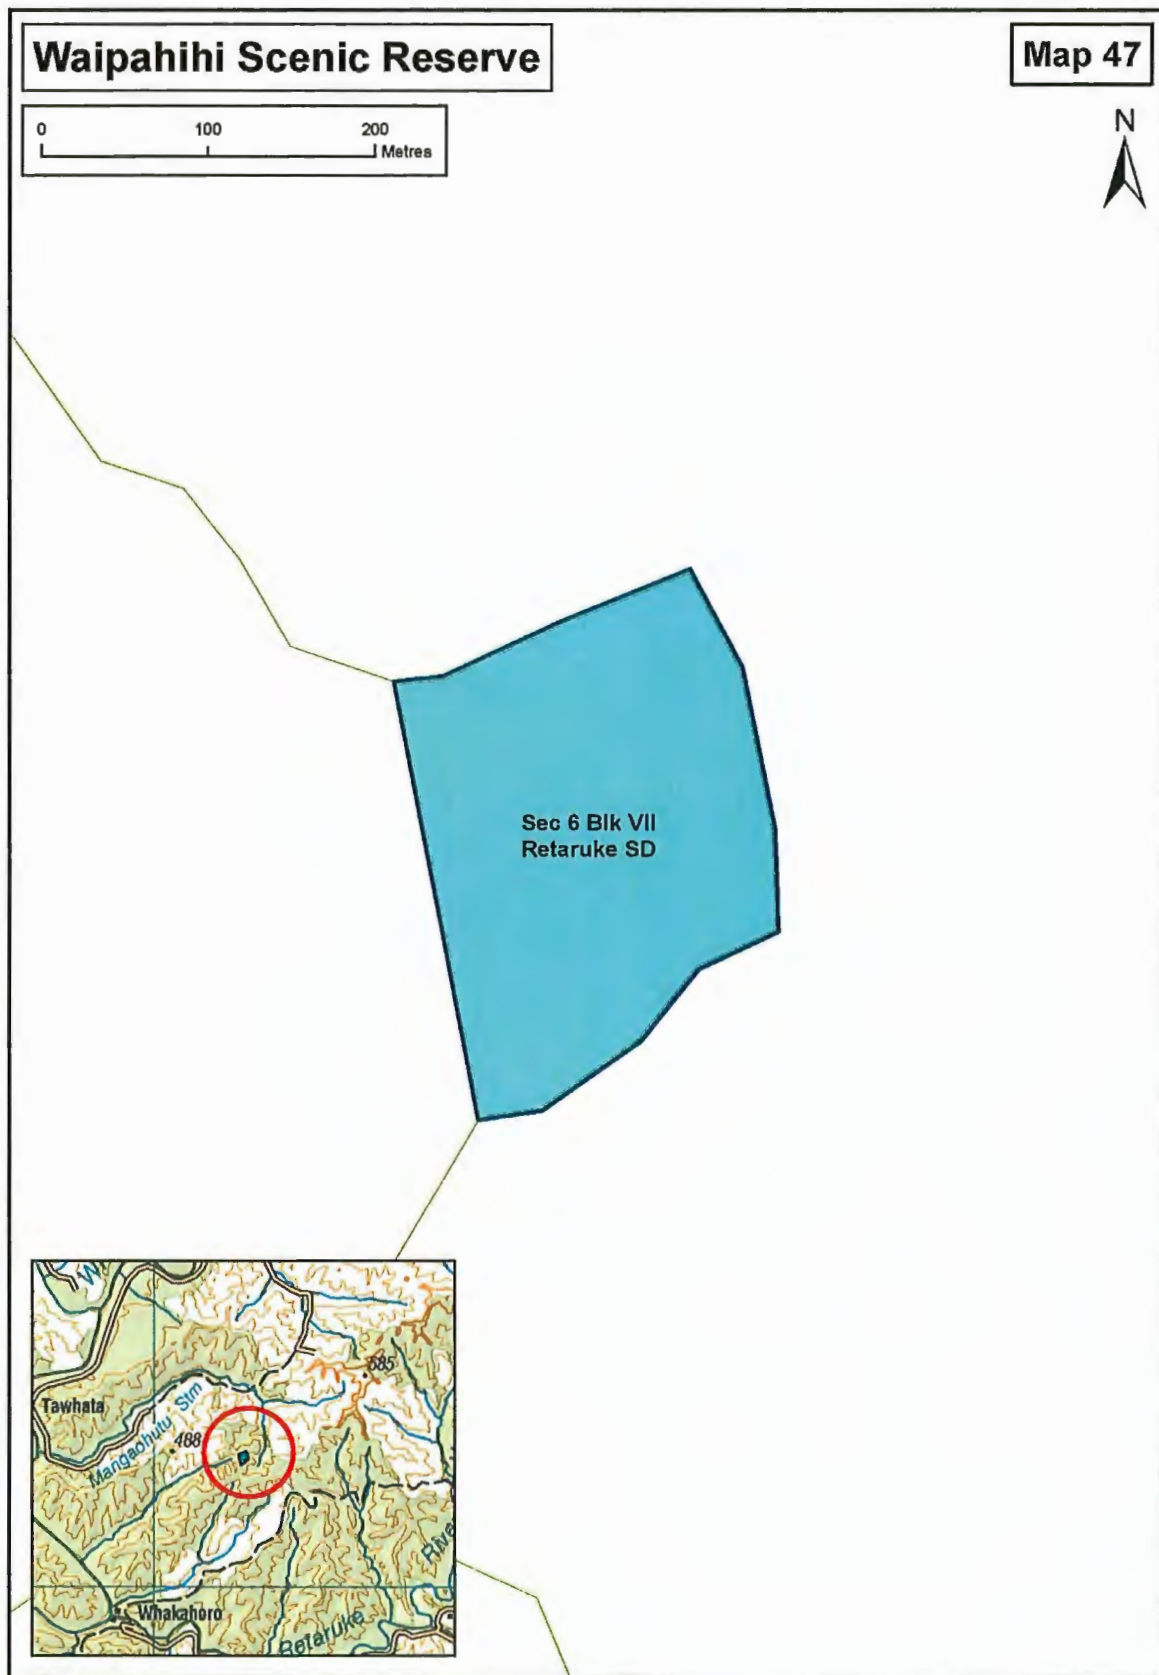 Waipahihi Scenic Reserve
Map 47
0 100 200
Metres
N
Sec 6 Blk VII
Retaruke SD
W
585
Tawhata
Mangaohutu Stm
488
River
Whakahoro
Retaruke